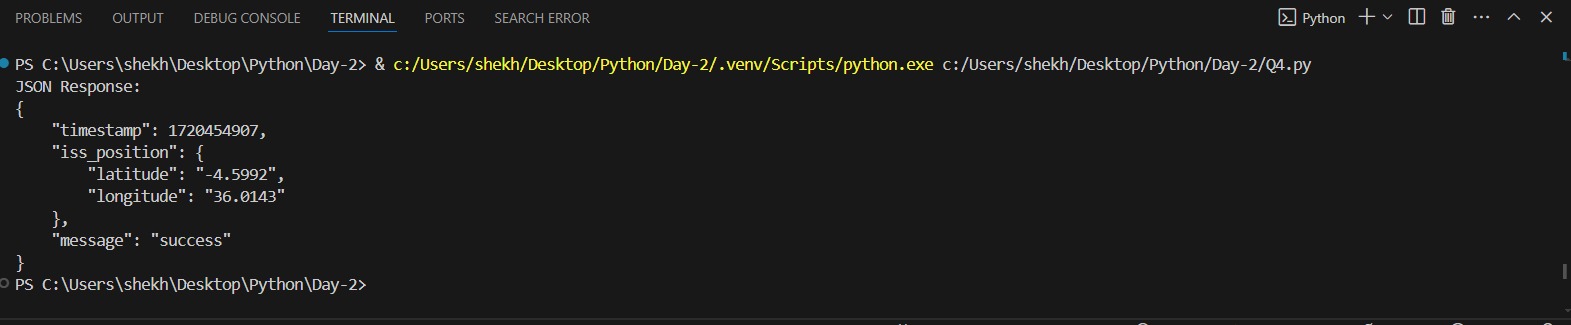 PROBLEMS OUTPUT DEBUG CONSOLE TERMINAL PORTS SEARCH ERROR Python
PS C:\Users\shekh\Desktop\Python\Day-2> & c:/Users/shekh/Desktop/Python/Day-2/.venv/Scripts/python.exe c:/Users/shekh/Desktop/Python/Day-2/Q4.py
JSON Response:
{
    "timestamp": 1720454907,
    "iss_position": {
        "latitude": "-4.5992",
        "longitude": "36.0143"
    },
    "message": "success"
}
PS C:\Users\shekh\Desktop\Python\Day-2>